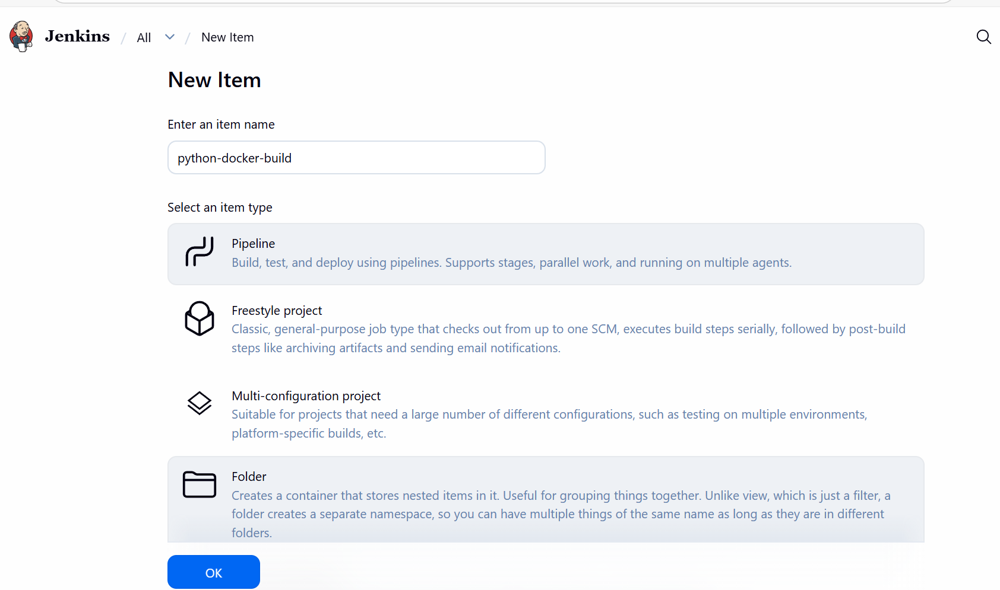 Jenkins / All / New Item
New Item
Enter an item name
python-docker-build
Select an item type
Pipeline
Build, test, and deploy using pipelines. Supports stages, parallel work, and running on multiple agents.
Freestyle project
Classic, general-purpose job type that checks out from up to one SCM, executes build steps serially, followed by post-build
steps like archiving artifacts and sending email notifications.
Multi-configuration project
Suitable for projects that need a large number of different configurations, such as testing on multiple environments,
platform-specific builds, etc.
Folder
Creates a container that stores nested items in it. Useful for grouping things together. Unlike view, which is just a filter, a
folder creates a separate namespace, so you can have multiple things of the same name as long as they are in different
folders.
OK